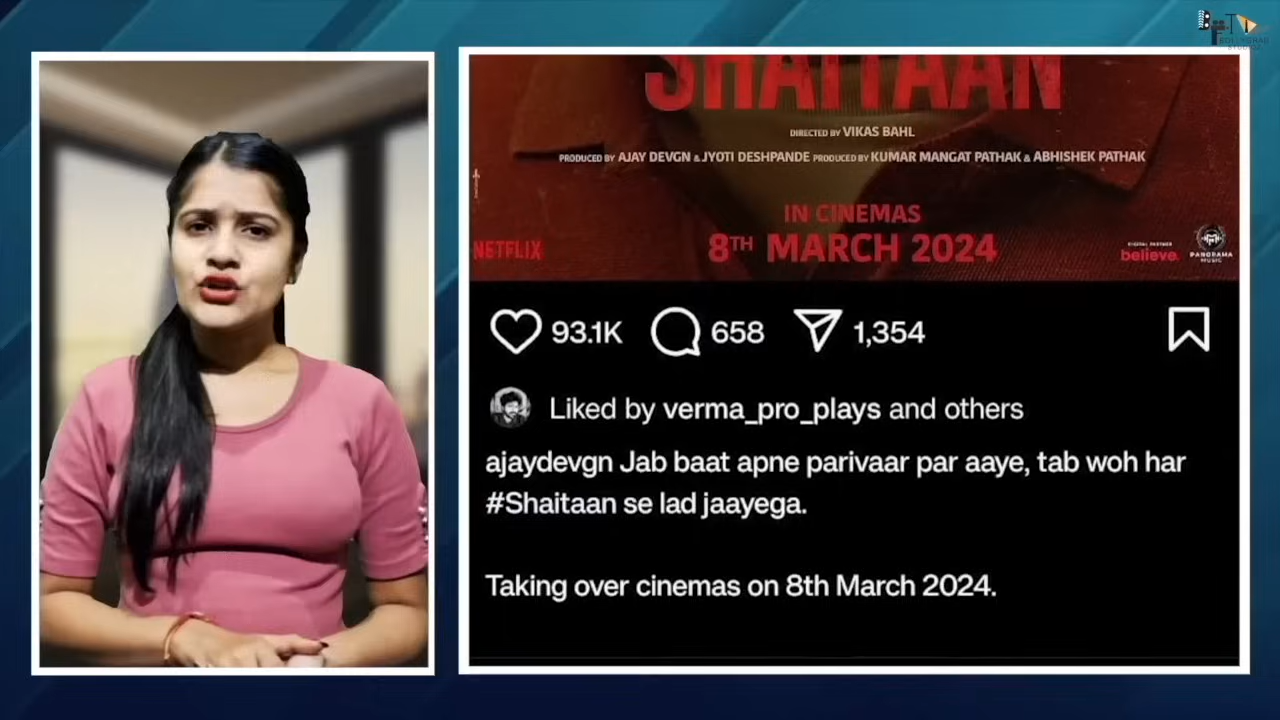 SHAITAAN
DIRECTED BY VIKAS BAHL
PRODUCED BY AJAY DEVGN & JYOTI DESHPANDE PRODUCED BY KUMAR MANGAT PATHAK & ABHISHEK PATHAK
IN CINEMAS
8TH MARCH 2024
NETFLIX
DIGITAL PARTNER
believe.
PANORAMA
MUSIC
93.1K 658 1,354
Liked by verma_pro_plays and others
ajaydevgn Jab baat apne parivaar par aaye, tab woh har
#Shaitaan se lad jaayega.
Taking over cinemas on 8th March 2024.